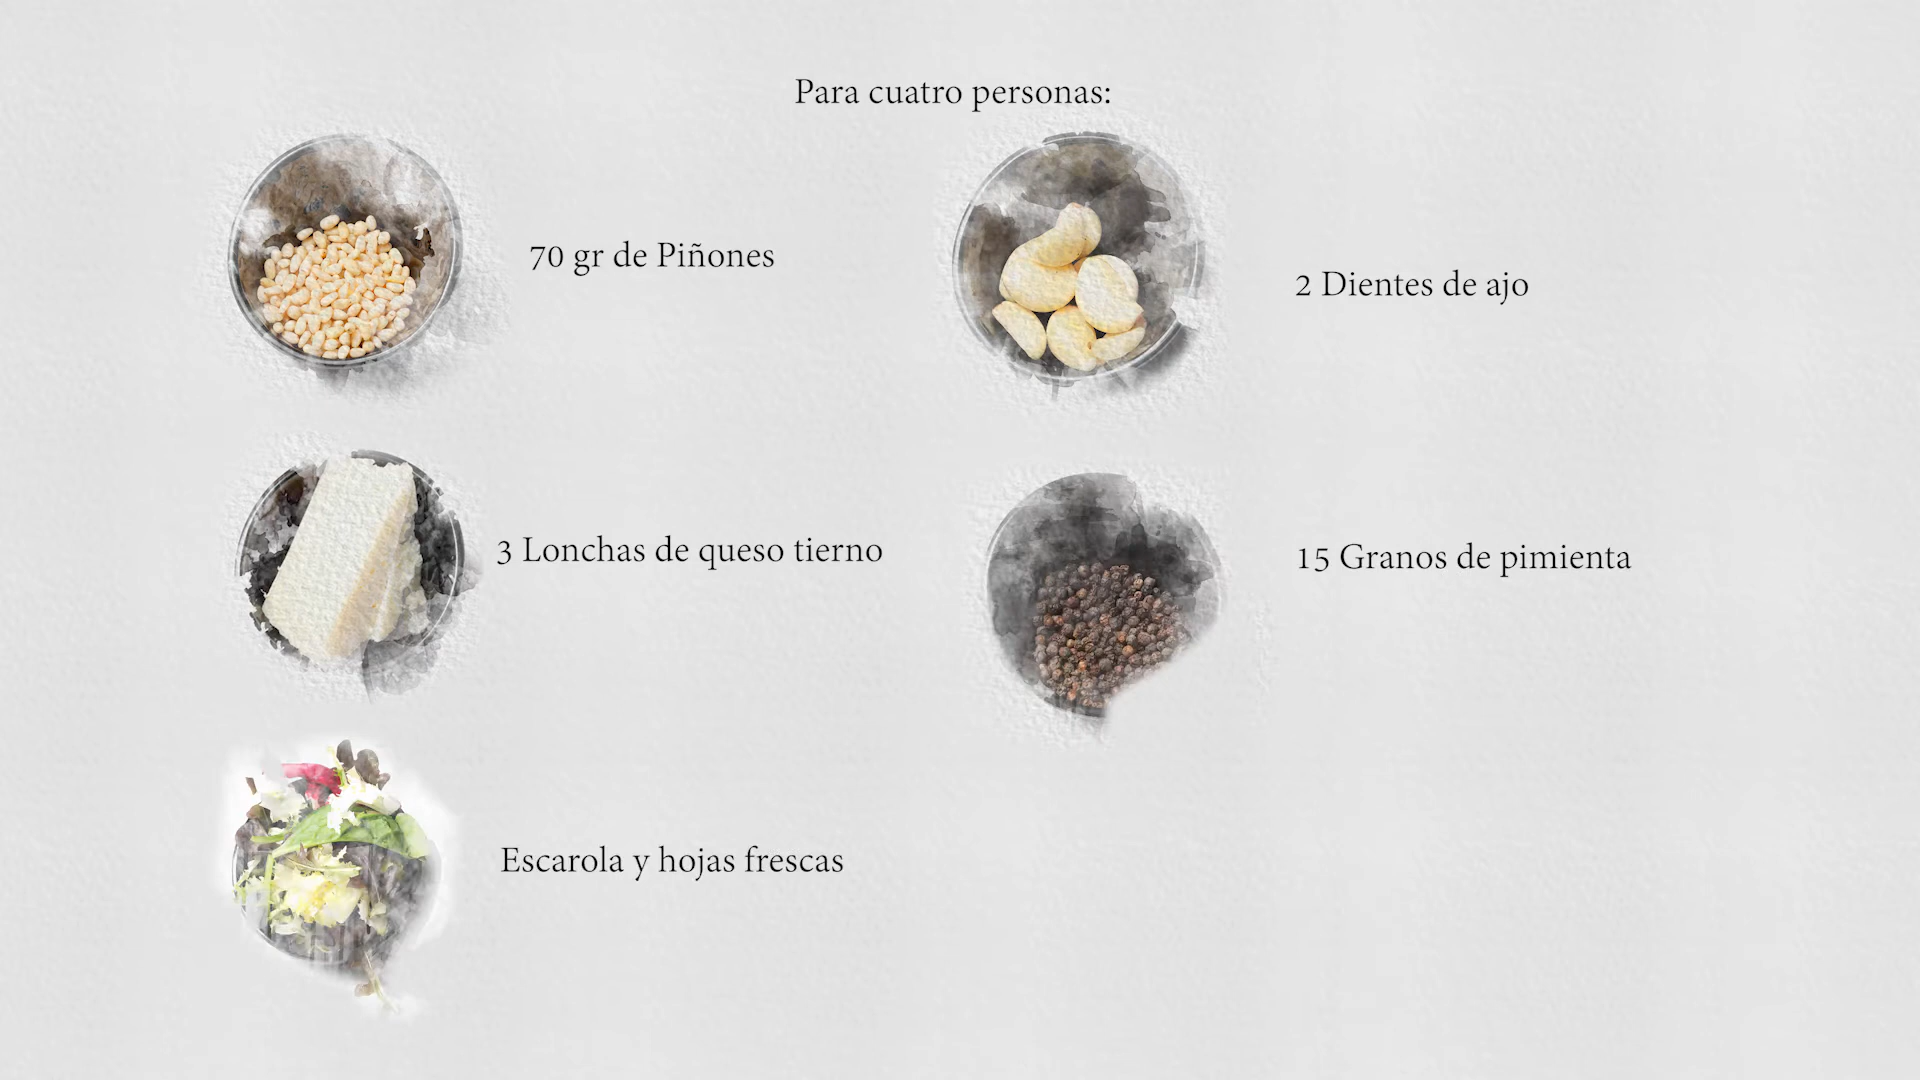 Para cuatro personas:
70 gr de Piñones
2 Dientes de ajo
3 Lonchas de queso tierno
15 Granos de pimienta
Escarola y hojas frescas